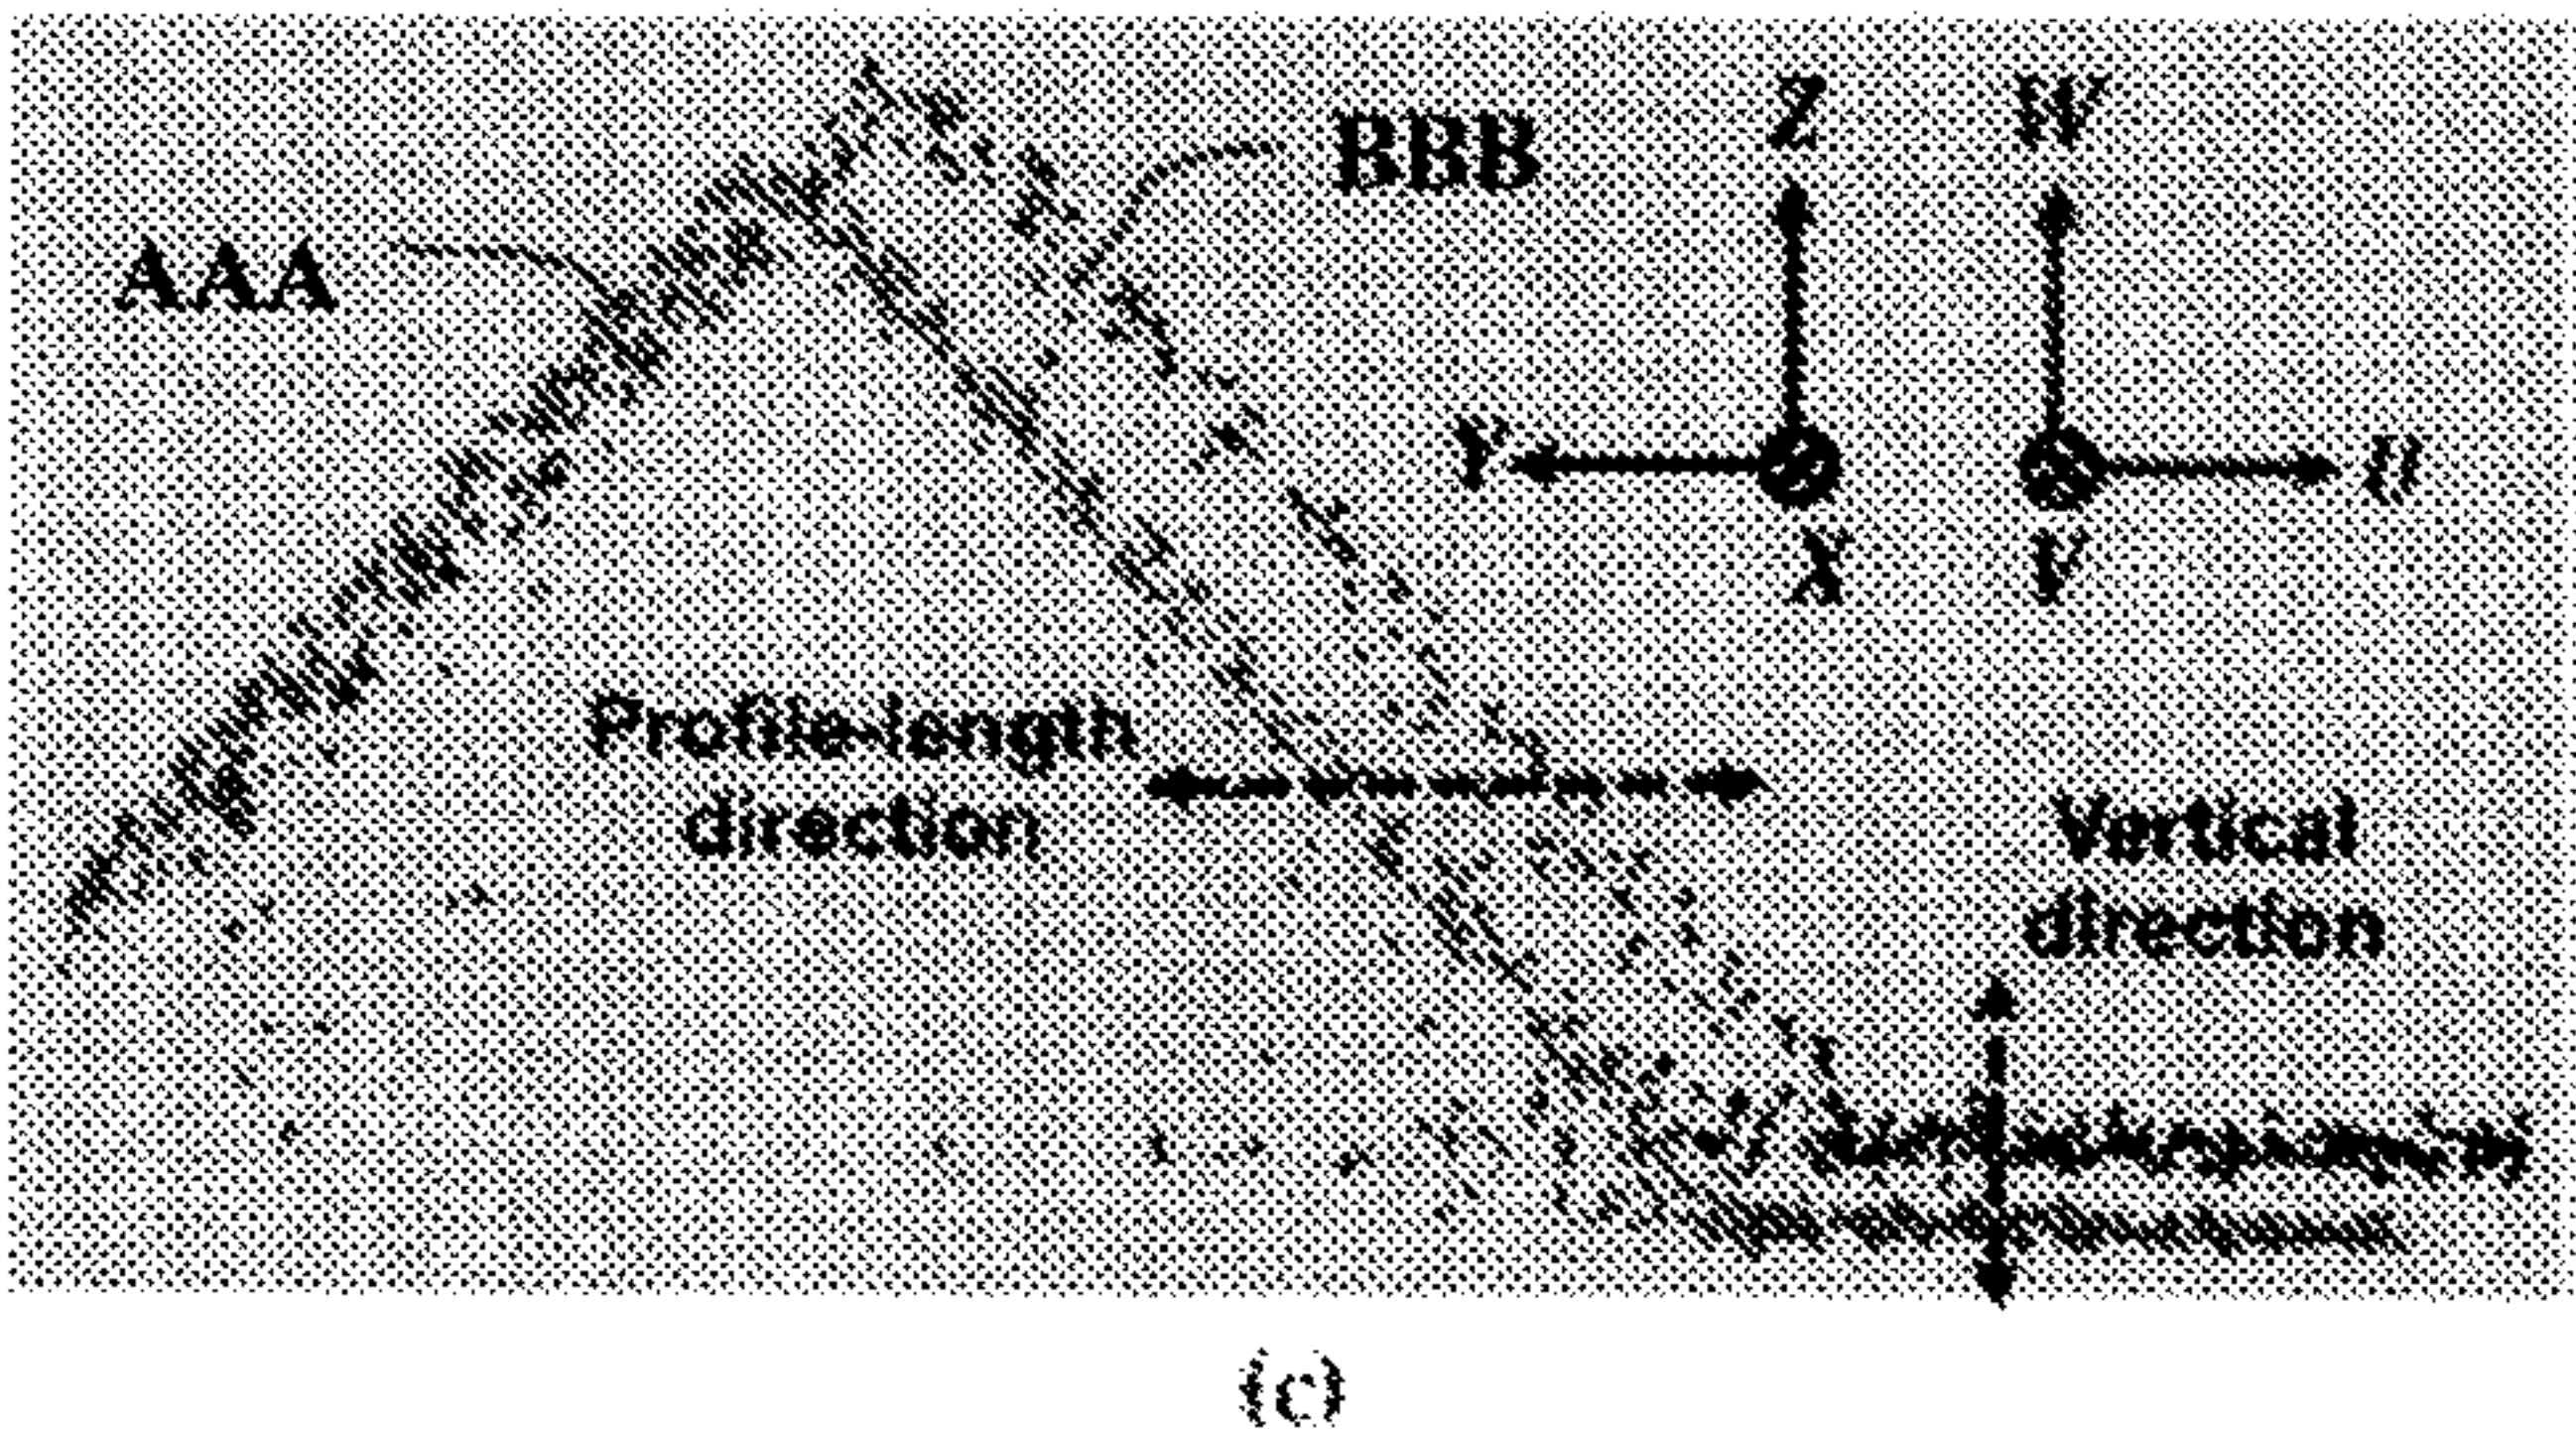 BBB
Z
W
AAA
Y
U
X
V
Profile-length
direction
Vertical
direction
(c)